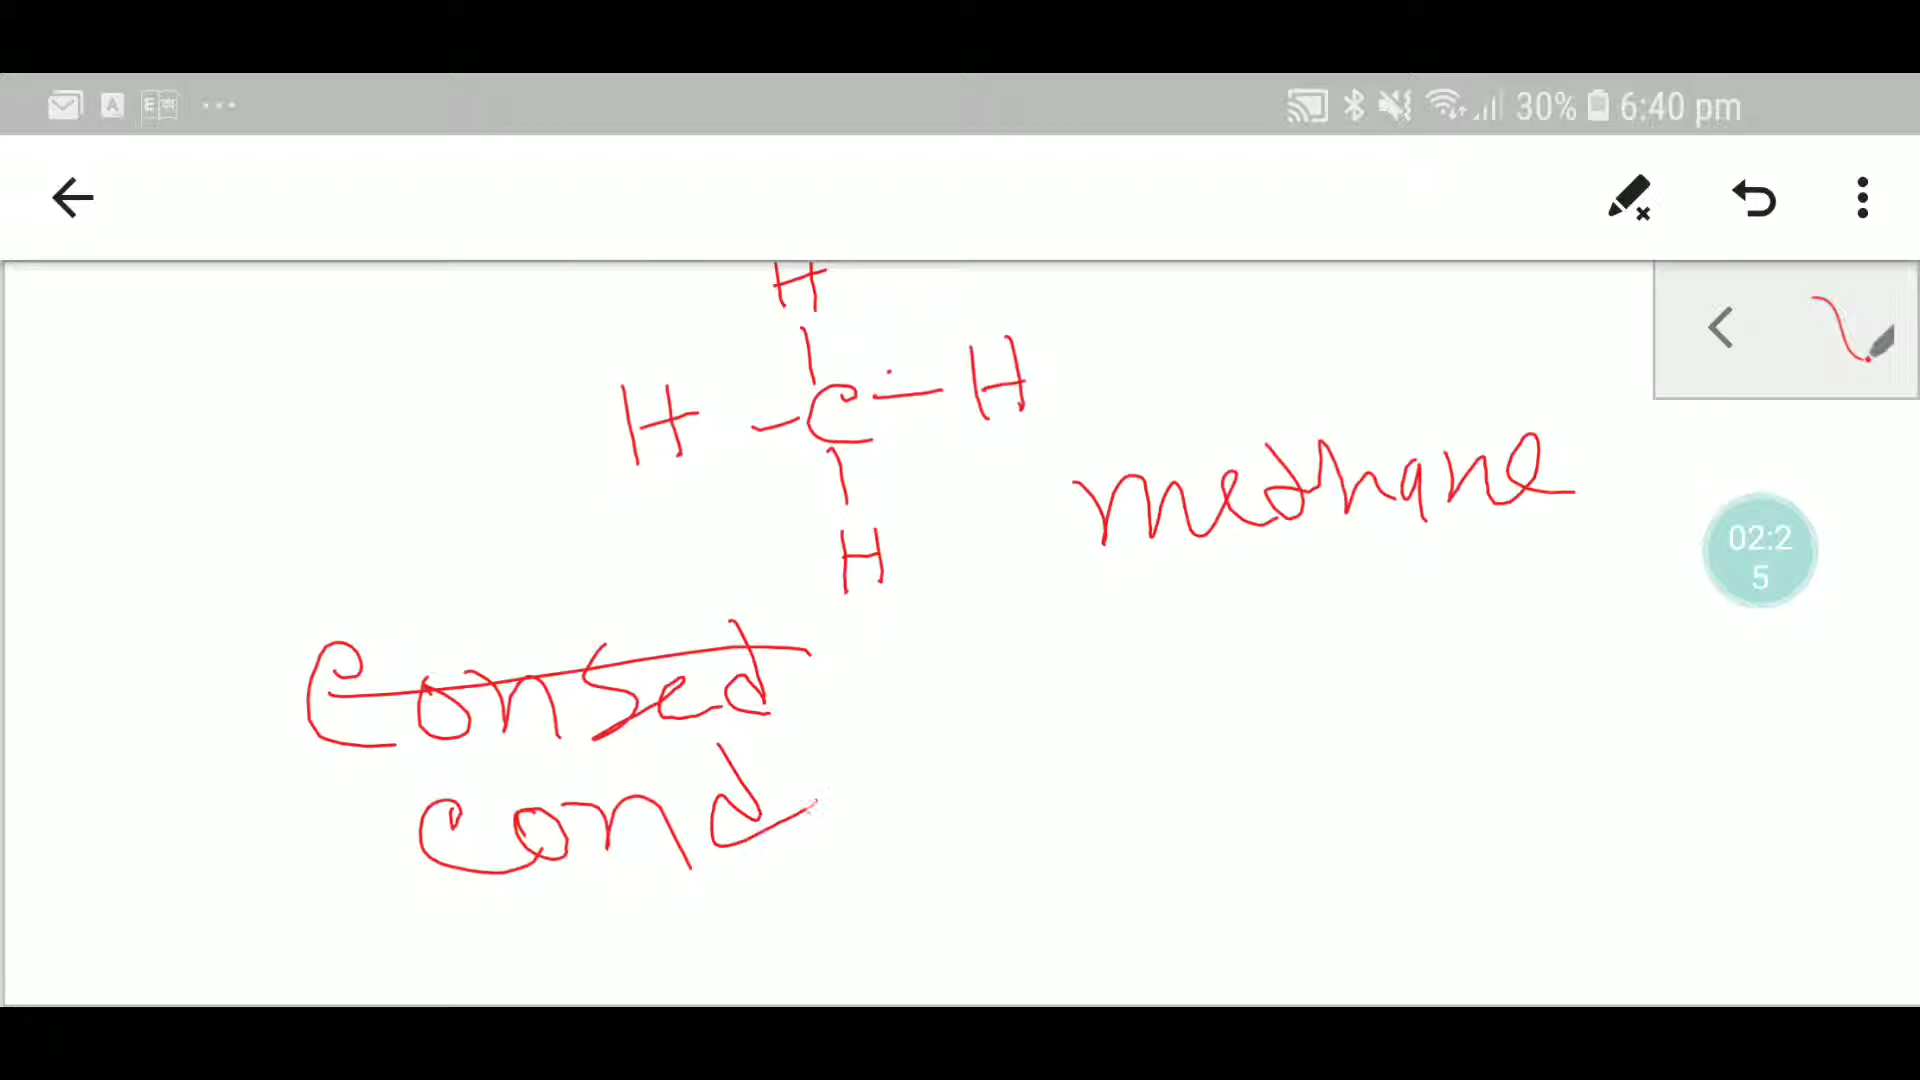 30% 6:40 pm
H
H - C - H
methane
H
02:2
5
Consed
cond